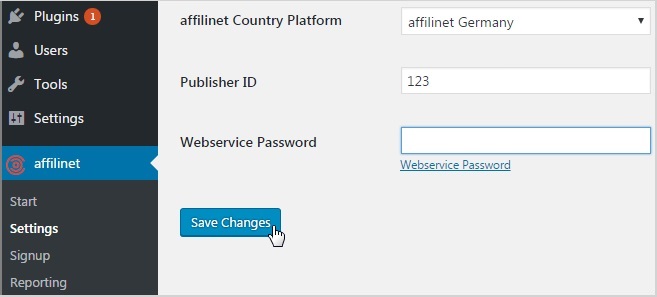 Plugins 1
Users
Tools
Settings
affilinet
Start
Settings
Signup
Reporting
affilinet Country Platform
affilinet Germany
Publisher ID
123
Webservice Password
Webservice Password
Save Changes